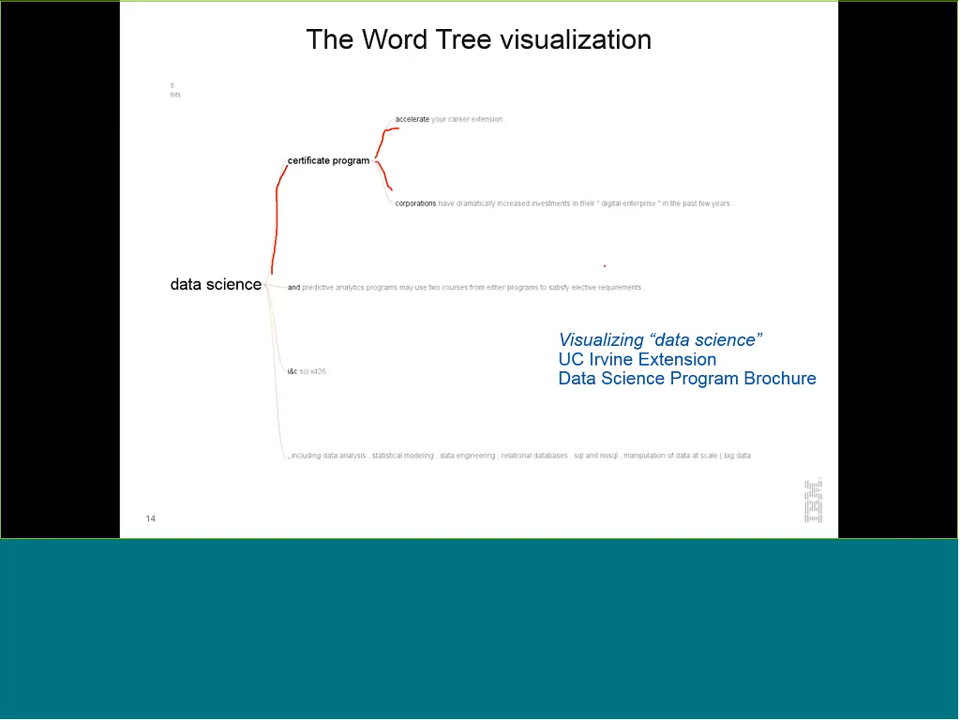 The Word Tree visualization
5
hits
accelerate your career extension .
certificate program
corporations have dramatically increased investments in their " digital enterprise " in the past few years .
data science
and predictive analytics programs may use two courses from either programs to satisfy elective requirements .
Visualizing “data science”
UC Irvine Extension
Data Science Program Brochure
i&c sci x426 .
, including data analysis , statistical modeling , data engineering , relational databases , sql and nosql , manipulation of data at scale ( big data
14
IBM